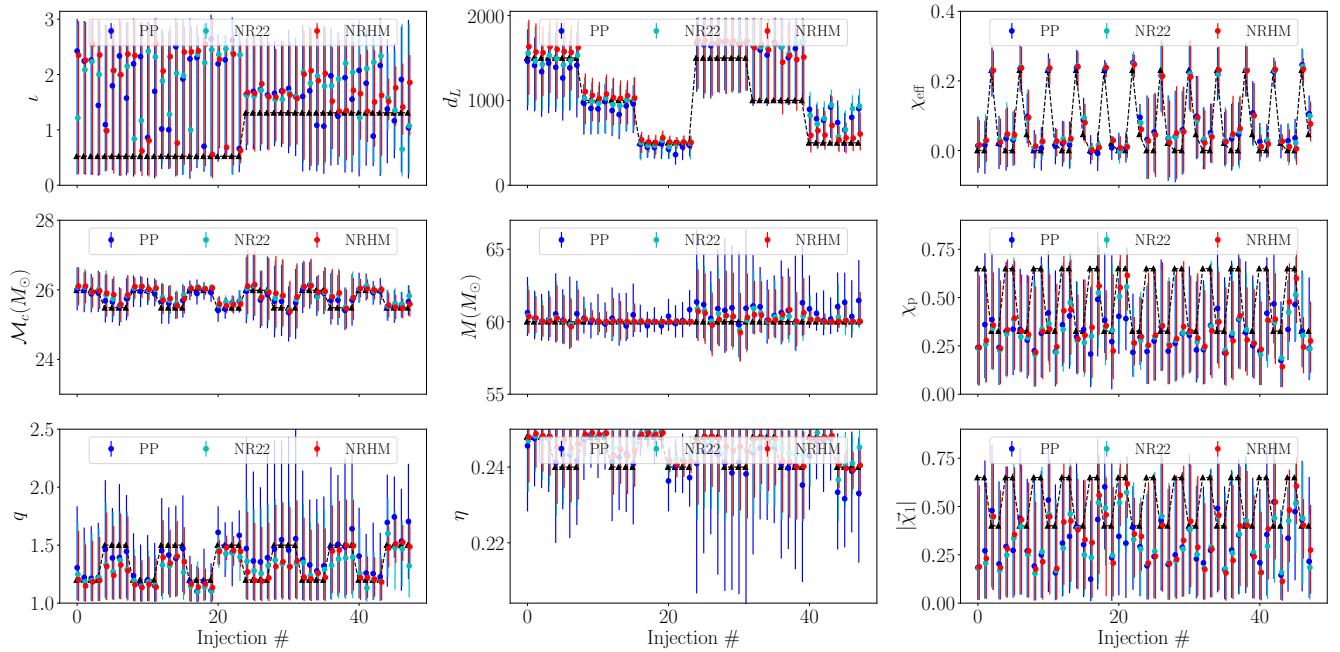 PP NR22 NRHM
3
2
1
0
ι
PP NR22 NRHM
2000
1000
0
d_L
PP NR22 NRHM
0.4
0.2
0.0
χ_eff
PP NR22 NRHM
28
26
24
ℳ_c(M_⊙)
PP NR22 NRHM
65
60
55
M(M_⊙)
PP NR22 NRHM
0.75
0.50
0.25
0.00
χ_p
PP NR22 NRHM
2.5
2.0
1.5
1.0
q
0 20 40
Injection #
PP NR22 NRHM
0.24
0.22
η
0 20 40
Injection #
PP NR22 NRHM
0.75
0.50
0.25
0.00
|χ⃗_1|
0 20 40
Injection #